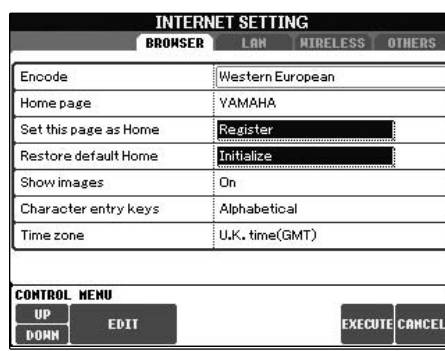 INTERNET SETTING
BROWSER LAN WIRELESS OTHERS
Encode Western European
Home page YAMAHA
Set this page as Home Register
Restore default Home Initialize
Show images On
Character entry keys Alphabetical
Time zone U.K. time(GMT)
CONTROL MENU
UP
DOWN EDIT EXECUTE CANCEL